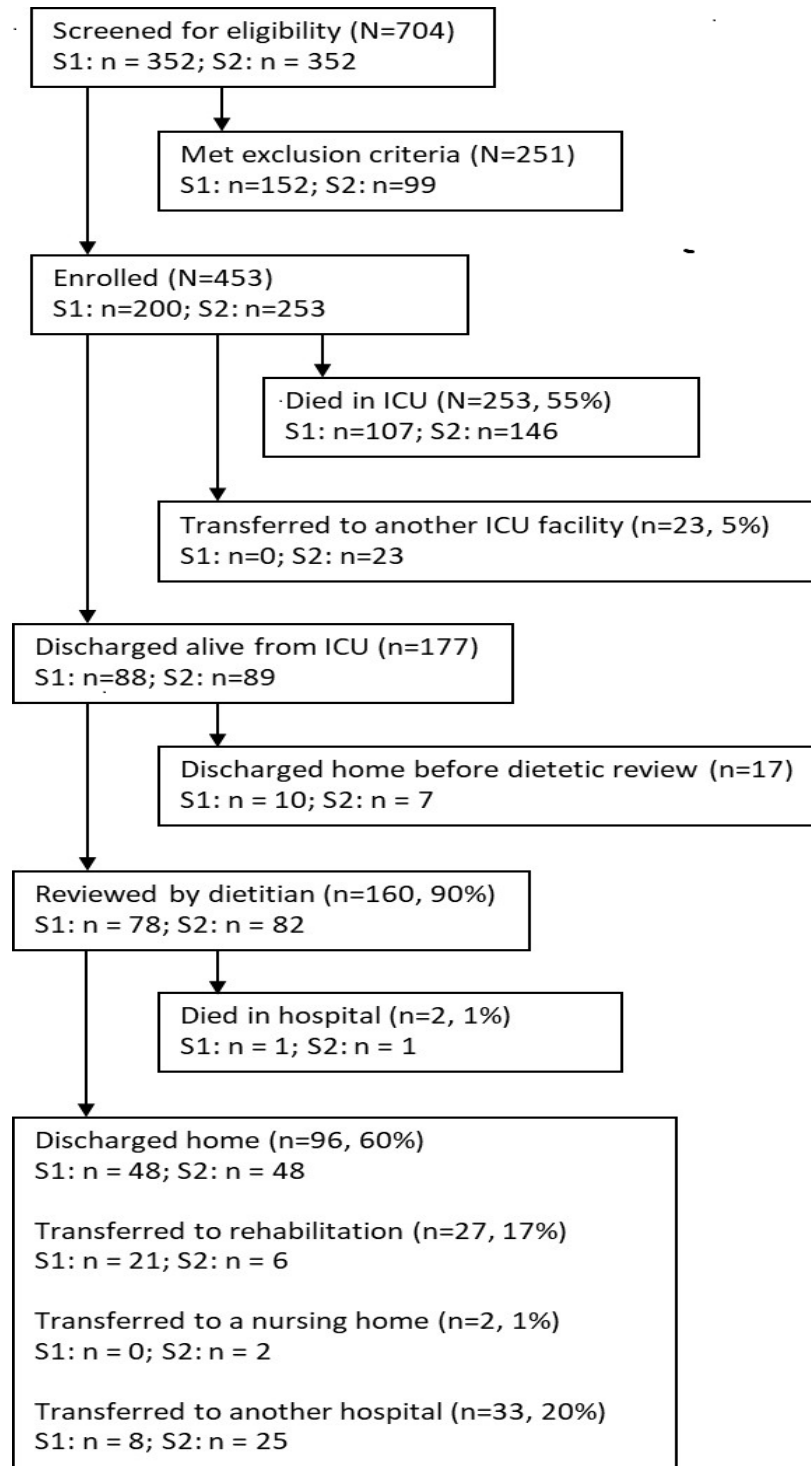 Screened for eligibility (N=704)
S1: n = 352; S2: n = 352
Met exclusion criteria (N=251)
S1: n=152; S2: n=99
Enrolled (N=453)
S1: n=200; S2: n=253
Died in ICU (N=253, 55%)
S1: n=107; S2: n=146
Transferred to another ICU facility (n=23, 5%)
S1: n=0; S2: n=23
Discharged alive from ICU (n=177)
S1: n=88; S2: n=89
Discharged home before dietetic review (n=17)
S1: n = 10; S2: n = 7
Reviewed by dietitian (n=160, 90%)
S1: n = 78; S2: n = 82
Died in hospital (n=2, 1%)
S1: n = 1; S2: n = 1
Discharged home (n=96, 60%)
S1: n = 48; S2: n = 48
Transferred to rehabilitation (n=27, 17%)
S1: n = 21; S2: n = 6
Transferred to a nursing home (n=2, 1%)
S1: n = 0; S2: n = 2
Transferred to another hospital (n=33, 20%)
S1: n = 8; S2: n = 25